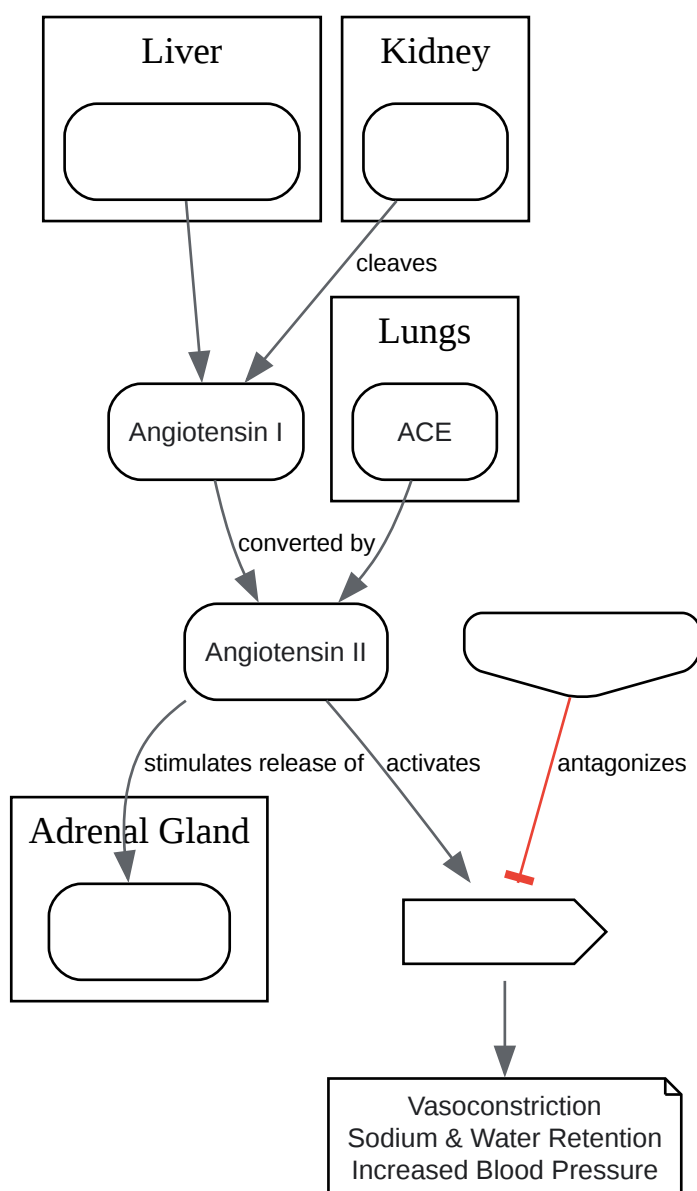 Liver
Kidney
cleaves
Lungs
Angiotensin I
ACE
converted by
Angiotensin II
stimulates release of
activates
antagonizes
Adrenal Gland
Vasoconstriction
Sodium & Water Retention
Increased Blood Pressure